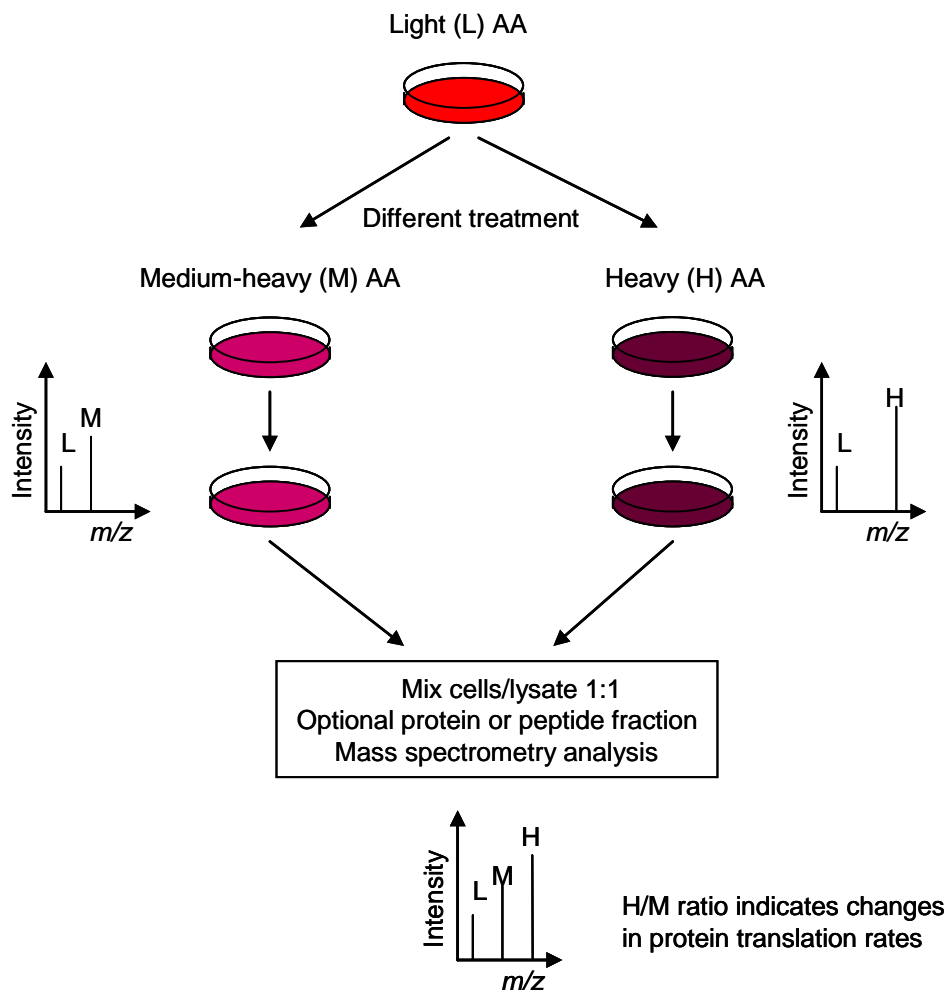 Light (L) AA
Different treatment
Medium-heavy (M) AA
Heavy (H) AA
Intensity
L
M
m/z
Intensity
L
H
m/z
Mix cells/lysate 1:1
Optional protein or peptide fraction
Mass spectrometry analysis
Intensity
L
M
H
m/z
H/M ratio indicates changes
in protein translation rates